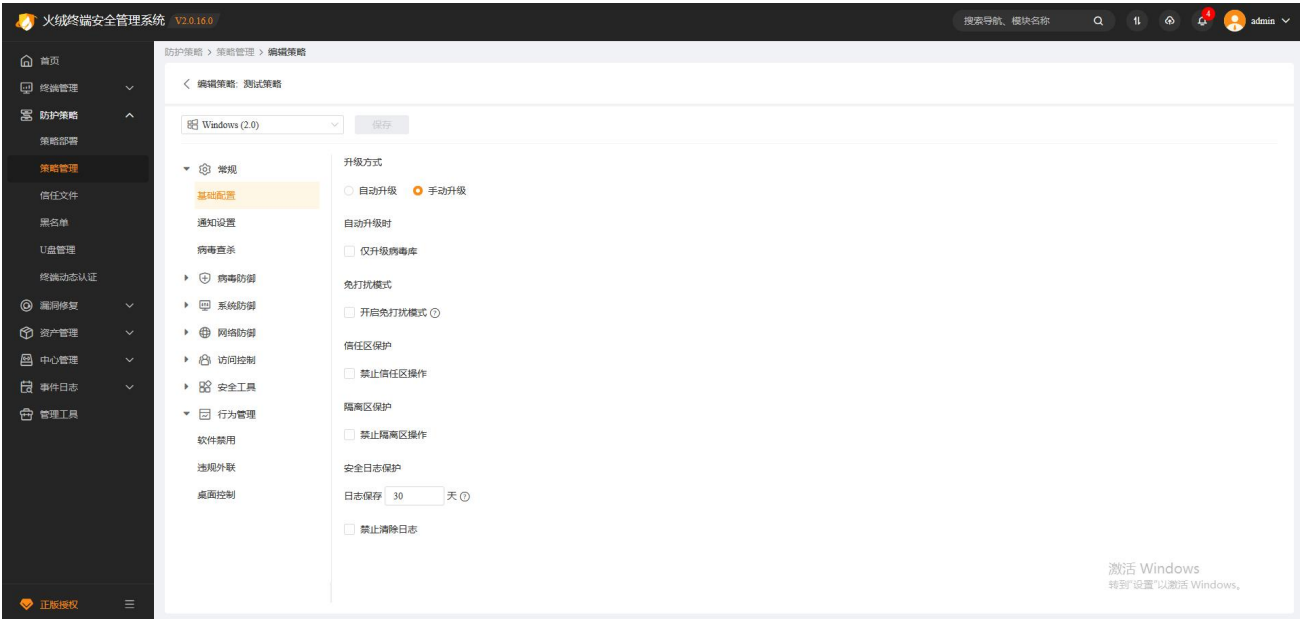 火绒终端安全管理系统 V2.0.16.0
搜索导航、模块名称
4
admin
首页
终端管理
防护策略
策略部署
策略管理
信任文件
黑名单
U盘管理
终端动态认证
漏洞修复
资产管理
中心管理
事件日志
管理工具
正版授权
防护策略 > 策略管理 > 编辑策略
编辑策略: 测试策略
Windows (2.0)
保存
常规
基础配置
通知设置
病毒查杀
病毒防御
系统防御
网络防御
访问控制
安全工具
行为管理
软件禁用
违规外联
桌面控制
升级方式
自动升级 手动升级
自动升级时
仅升级病毒库
免打扰模式
开启免打扰模式 ?
信任区保护
禁止信任区操作
隔离区保护
禁止隔离区操作
安全日志保护
日志保存 30 天 ?
禁止清除日志
激活 Windows
转到"设置"以激活 Windows。